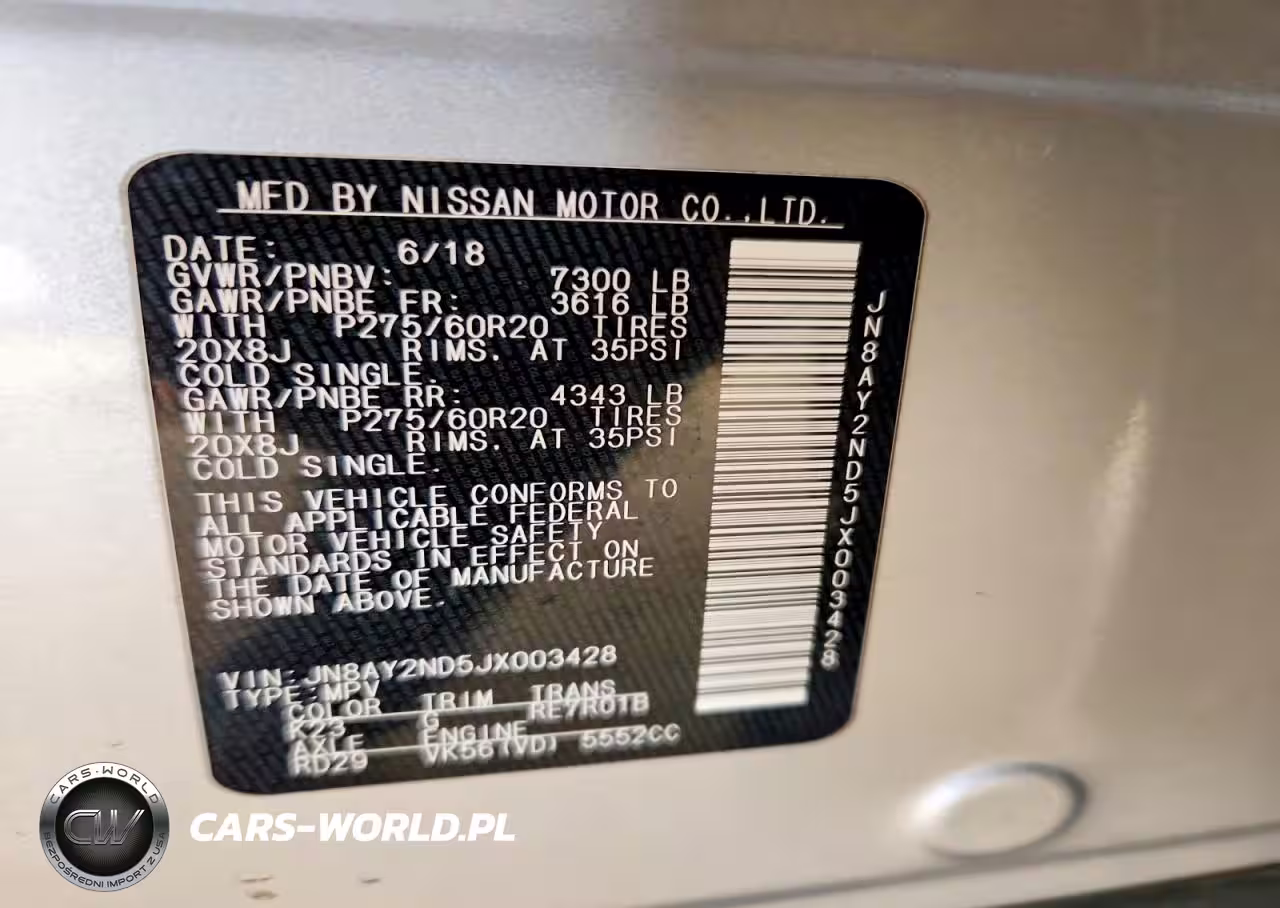 MFD BY NISSAN MOTOR CO.,LTD.
DATE: 6/18
GVWR/PNBV: 7300 LB
GAWR/PNBE FR: 3616 LB
WITH P275/60R20 TIRES
20X8J RIMS. AT 35PSI
COLD SINGLE.
GAWR/PNBE RR: 4343 LB
WITH P275/60R20 TIRES
20X8J RIMS. AT 35PSI
COLD SINGLE.
THIS VEHICLE CONFORMS TO
ALL APPLICABLE FEDERAL
MOTOR VEHICLE SAFETY
STANDARDS IN EFFECT ON
THE DATE OF MANUFACTURE
SHOWN ABOVE.
VIN:JN8AY2ND5JX003428
TYPE:MPV
COLOR TRIM TRANS
K23 G RE7R01B
AXLE ENGINE
RD29 VK56(VD) 5552CC
JN8AY2ND5JX003428
CARS-WORLD
CW
BEZPOŚREDNI IMPORT Z USA
CARS-WORLD.PL